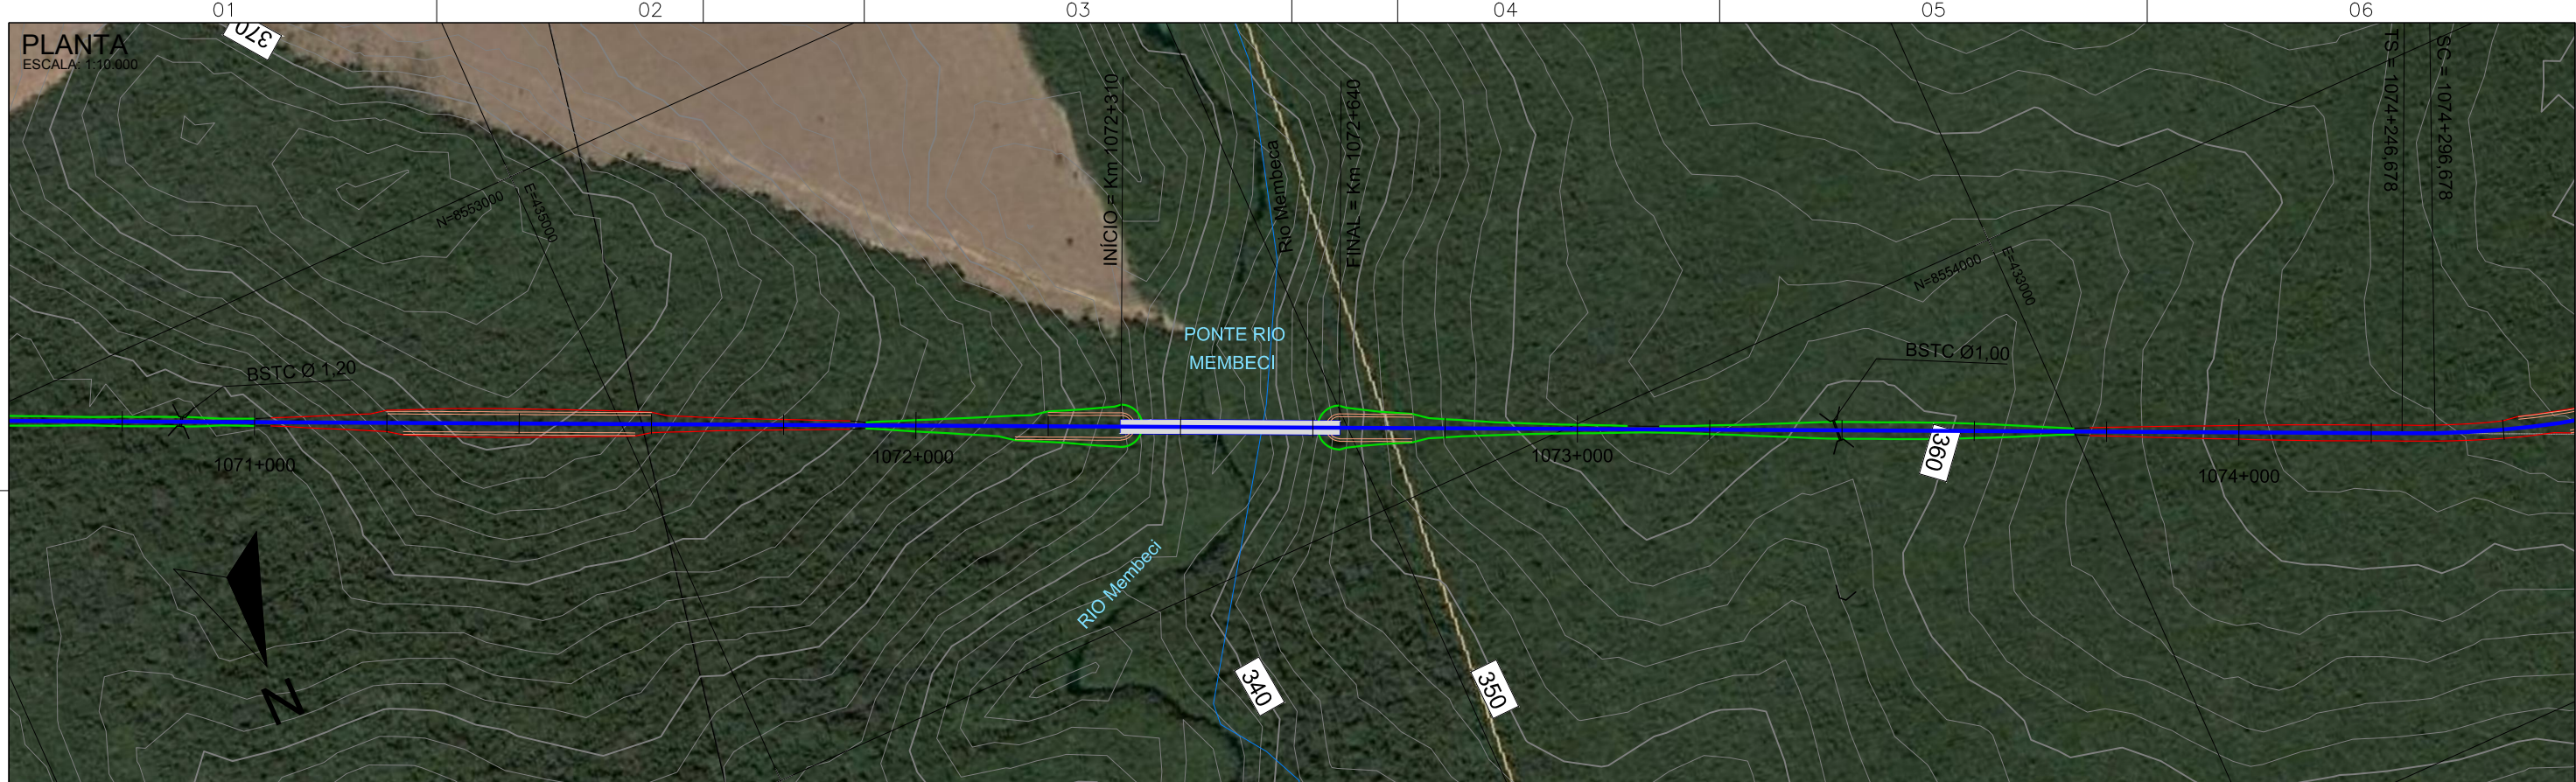 01 02 03 04 05 06
PLANTA
ESCALA: 1:10.000
370
N=8553000
E=435000
INÍCIO = Km 1072+310
Rio Membeca
FINAL = Km 1072+640
TS = 1074+246,678
SC = 1074+296,678
N=8554000
E=433000
PONTE RIO
MEMBECI
BSTC Ø 1,20
BSTC Ø1,00
1071+000
1072+000
1073+000
360
1074+000
RIO Membeci
N
340
350